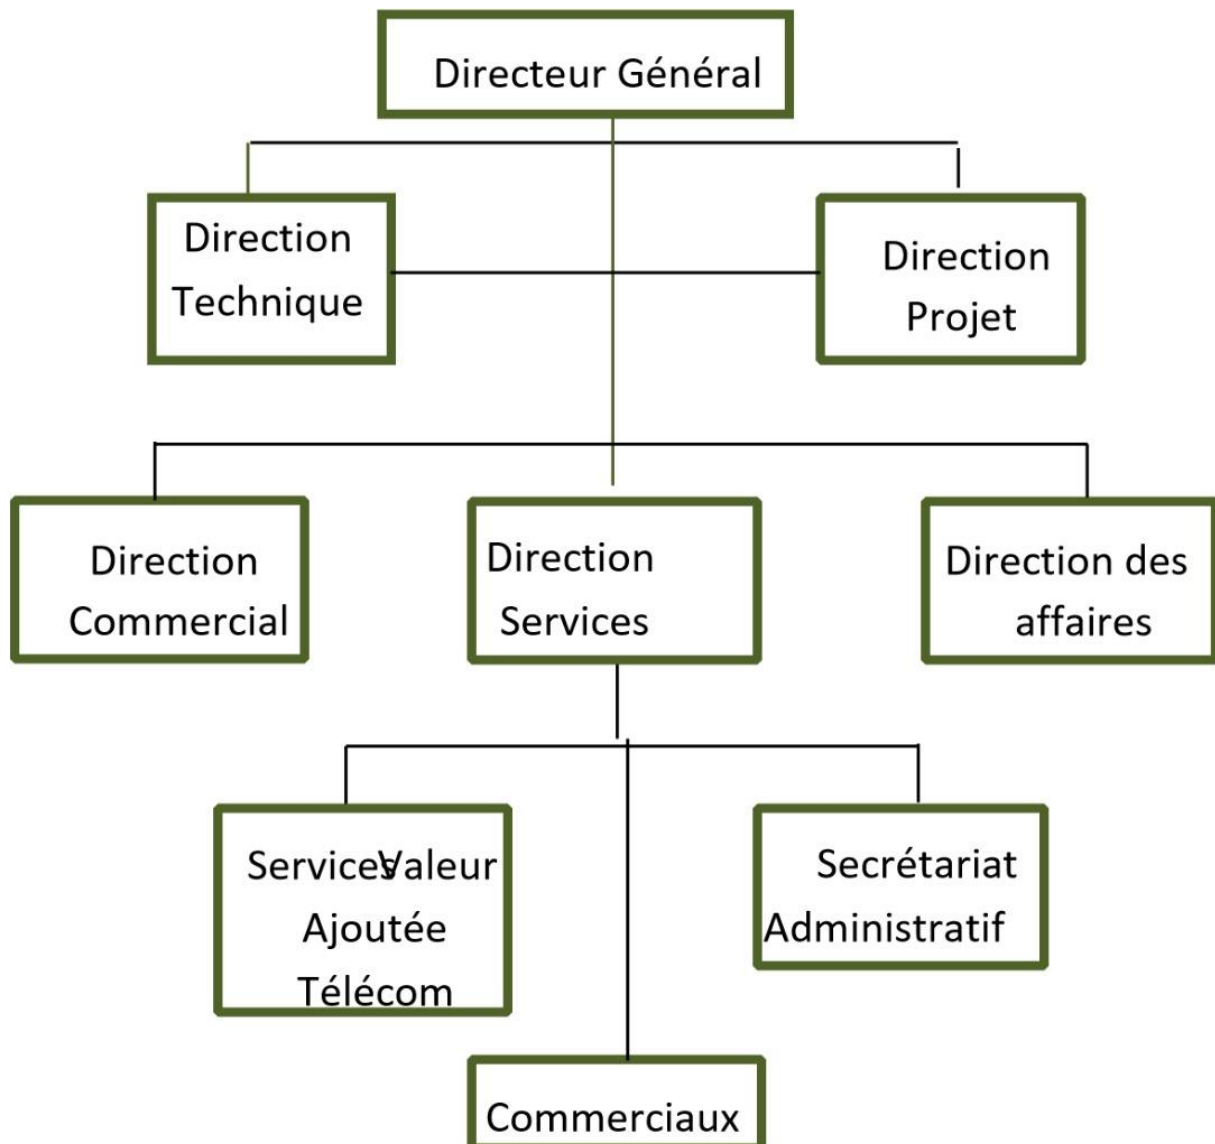 Directeur Général
Direction
Technique
Direction
Projet
Direction
Commercial
Direction
Services
Direction des
affaires
Services Valeur
Ajoutée
Télécom
Secrétariat
Administratif
Commerciaux